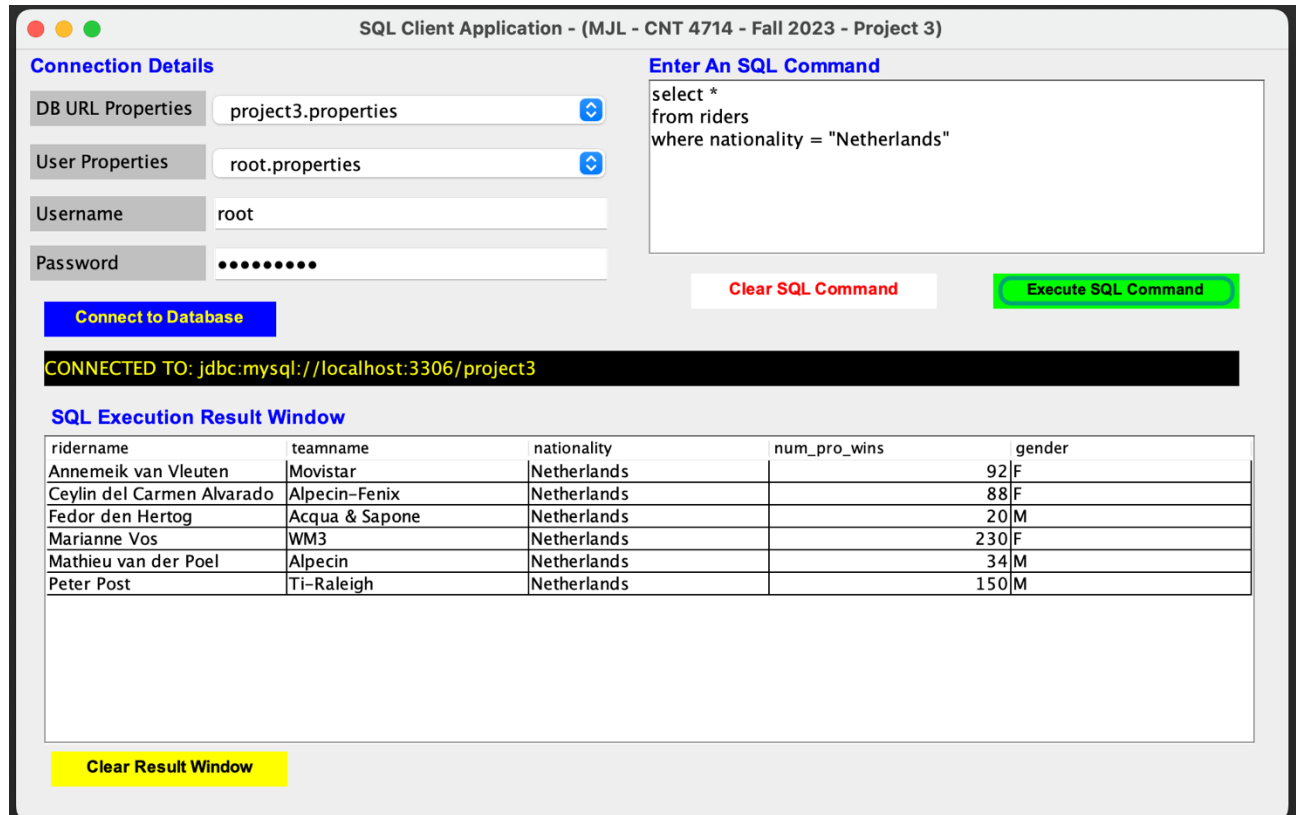 SQL Client Application - (MJL - CNT 4714 - Fall 2023 - Project 3)
Connection Details
DB URL Properties project3.properties
User Properties root.properties
Username root
Password •••••••••
Connect to Database
Enter An SQL Command
select *
from riders
where nationality = "Netherlands"
Clear SQL Command Execute SQL Command
CONNECTED TO: jdbc:mysql://localhost:3306/project3
SQL Execution Result Window
ridername teamname nationality num_pro_wins gender
Annemeik van Vleuten Movistar Netherlands 92 F
Ceylin del Carmen Alvarado Alpecin-Fenix Netherlands 88 F
Fedor den Hertog Acqua & Sapone Netherlands 20 M
Marianne Vos WM3 Netherlands 230 F
Mathieu van der Poel Alpecin Netherlands 34 M
Peter Post Ti-Raleigh Netherlands 150 M
Clear Result Window